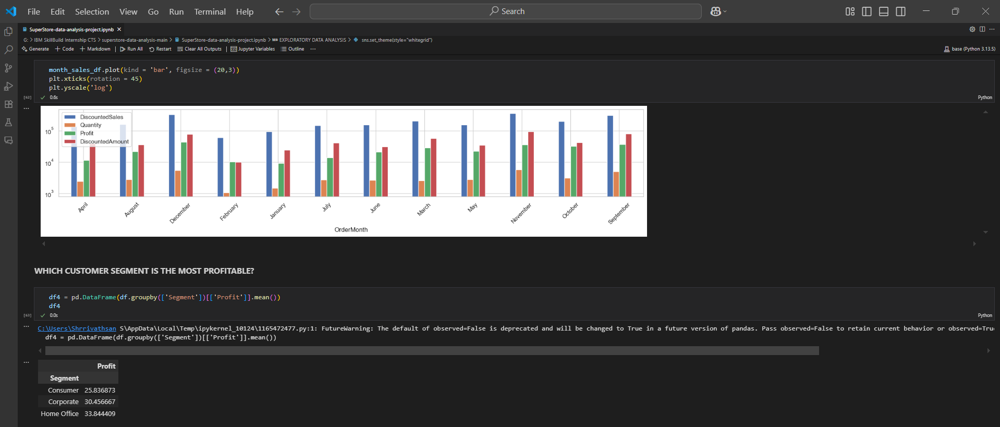 File Edit Selection View Go Run Terminal Help
Search
SuperStore-data-analysis-project.ipynb
G: > IBM SkillBuild Internship CTS > superstore-data-analysis-main > SuperStore-data-analysis-project.ipynb > M↓ EXPLORATORY DATA ANALYSIS > sns.set_theme(style="whitegrid")
Generate + Code + Markdown | Run All Restart Clear All Outputs | Jupyter Variables Outline ...
base (Python 3.13.5)
month_sales_df.plot(kind = 'bar', figsize = (20,3))
plt.xticks(rotation = 45)
plt.yscale('log')
[62] ✓ 0.6s
Python
DiscountedSales
Quantity
Profit
DiscountedAmount
10^5
10^4
10^3
April August December February January July June March May November October September
OrderMonth
WHICH CUSTOMER SEGMENT IS THE MOST PROFITABLE?
df4 = pd.DataFrame(df.groupby(['Segment'])[['Profit']].mean())
df4
[63] ✓ 0.0s
Python
C:\Users\Shrrivathsan S\AppData\Local\Temp\ipykernel_10124\1165472477.py:1: FutureWarning: The default of observed=False is deprecated and will be changed to True in a future version of pandas. Pass observed=False to retain current behavior or observed=Tru
df4 = pd.DataFrame(df.groupby(['Segment'])[['Profit']].mean())
Profit
Segment
Consumer 25.836873
Corporate 30.456667
Home Office 33.844409